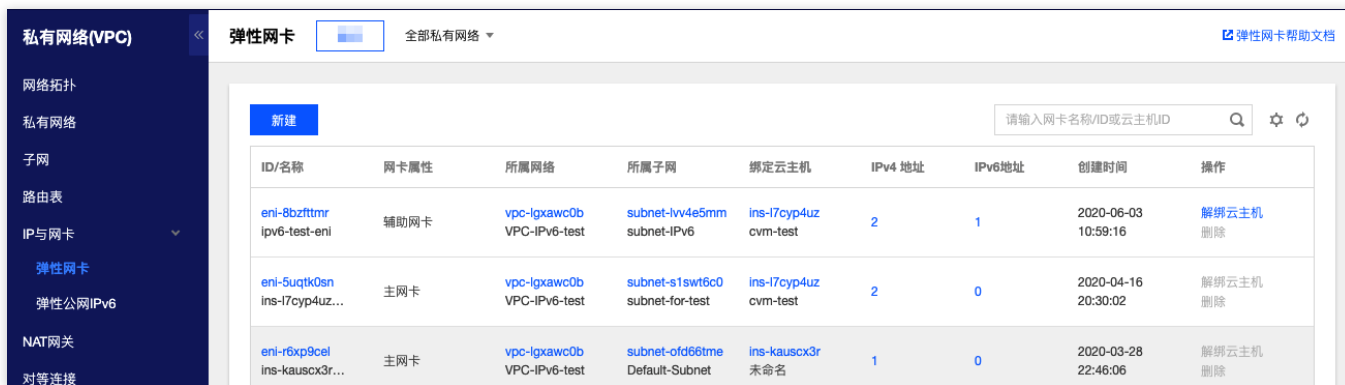 私有网络(VPC)
网络拓扑
私有网络
子网
路由表
IP与网卡
弹性网卡
弹性公网IPv6
NAT网关
对等连接
弹性网卡
全部私有网络
弹性网卡帮助文档
新建
请输入网卡名称/ID或云主机ID
ID/名称 网卡属性 所属网络 所属子网 绑定云主机 IPv4 地址 IPv6地址 创建时间 操作
eni-8bzfttmr 辅助网卡 vpc-lgxawc0b subnet-lvv4e5mm ins-l7cyp4uz 2 1 2020-06-03 解绑云主机
ipv6-test-eni VPC-IPv6-test subnet-IPv6 cvm-test 10:59:16 删除
eni-5uqtk0sn 主网卡 vpc-lgxawc0b subnet-s1swt6c0 ins-l7cyp4uz 2 0 2020-04-16 解绑云主机
ins-l7cyp4uz... VPC-IPv6-test subnet-for-test cvm-test 20:30:02 删除
eni-r6xp9cel 主网卡 vpc-lgxawc0b subnet-ofd66tme ins-kauscx3r 1 0 2020-03-28 解绑云主机
ins-kauscx3r... VPC-IPv6-test Default-Subnet 未命名 22:46:06 删除